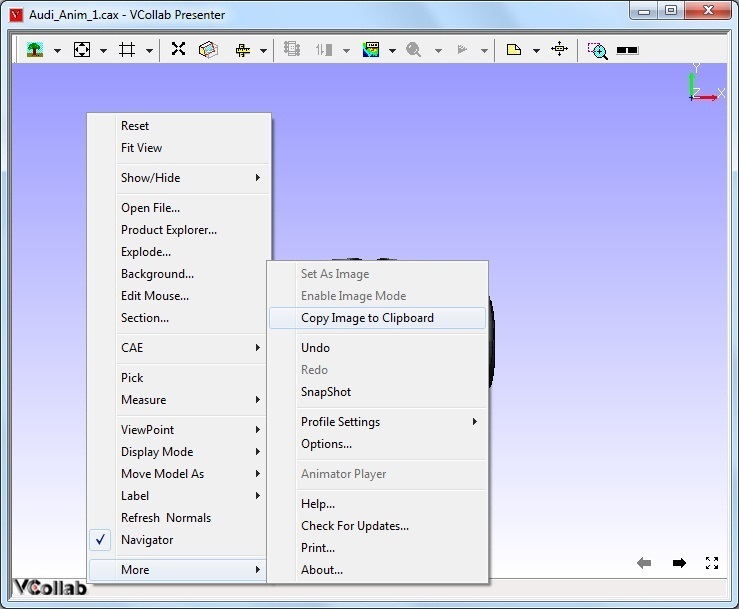 Audi_Anim_1.cax - VCollab Presenter
Y
Z X
Reset
Fit View
Show/Hide
Open File...
Product Explorer...
Explode...
Background...
Edit Mouse...
Section...
CAE
Pick
Measure
ViewPoint
Display Mode
Move Model As
Label
Refresh  Normals
Navigator
More
Set As Image
Enable Image Mode
Copy Image to Clipboard
Undo
Redo
SnapShot
Profile Settings
Options...
Animator Player
Help...
Check For Updates...
Print...
About...
VCollab